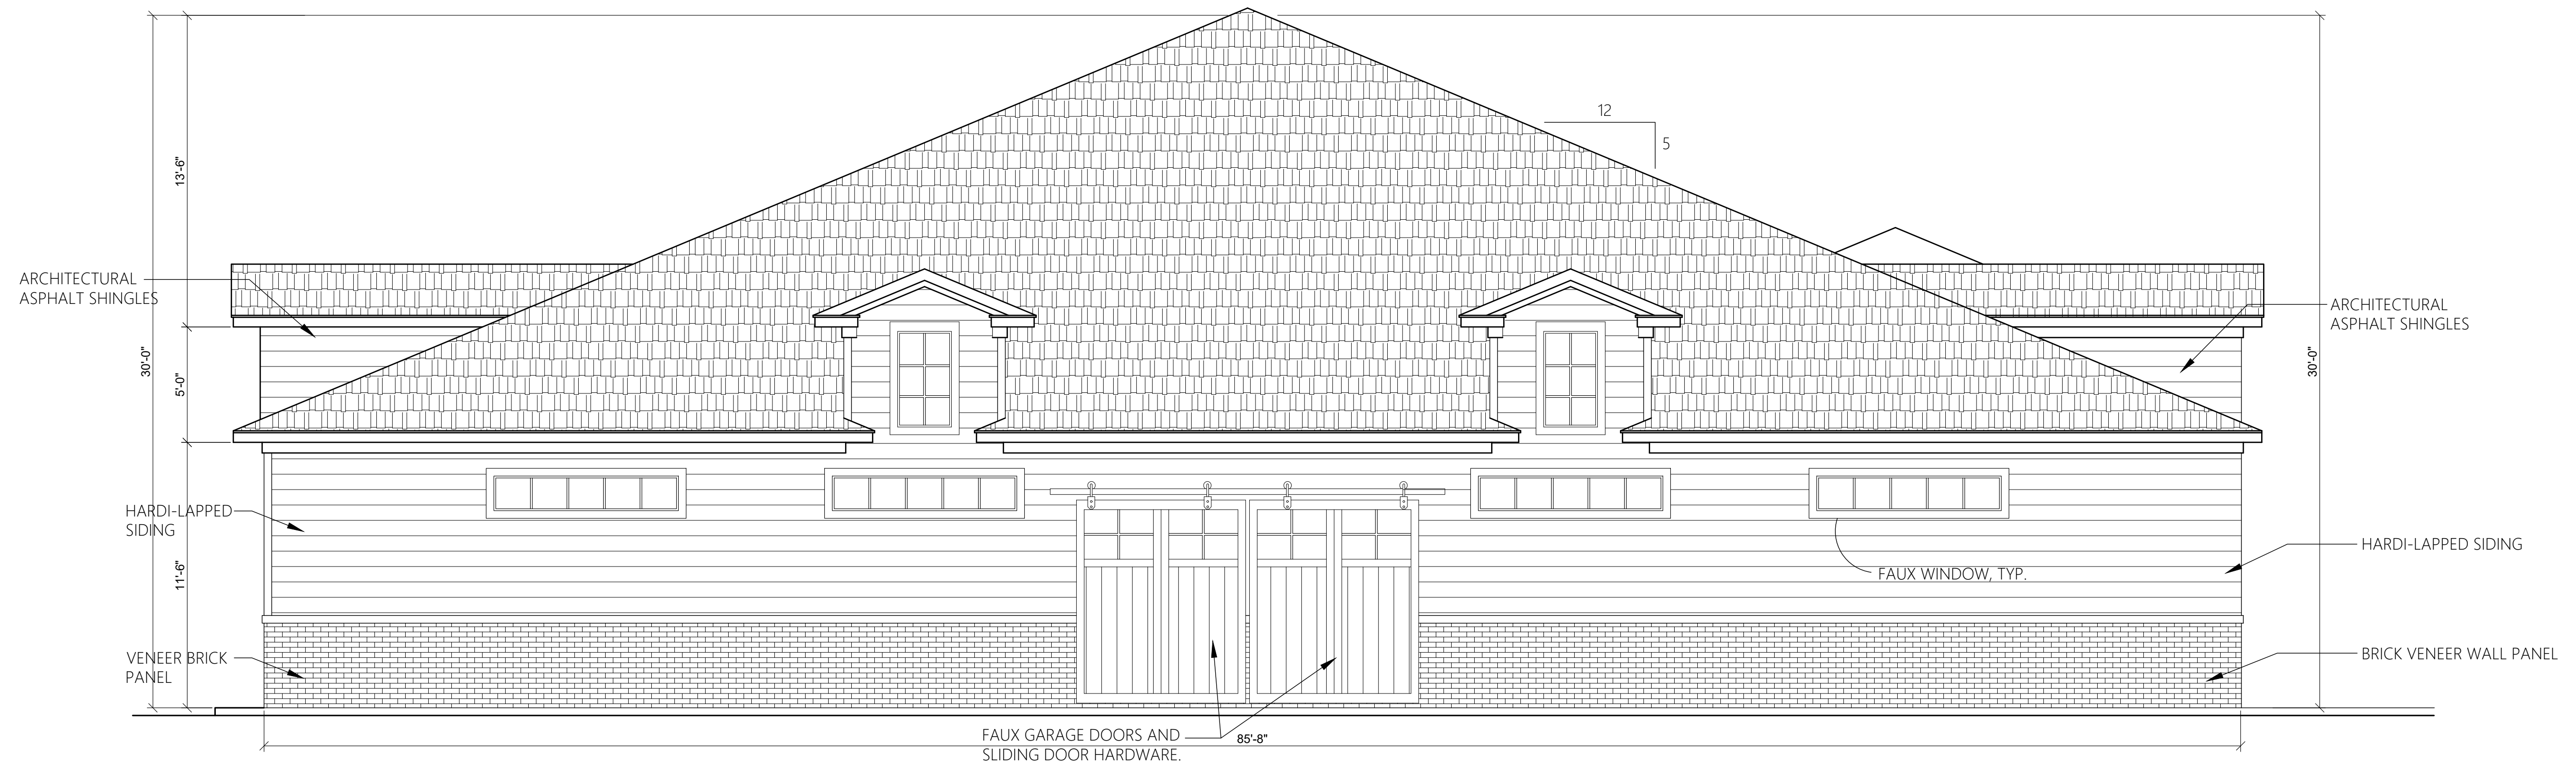 12
5
13'-6"
30'-0"
5'-0"
11'-6"
ARCHITECTURAL
ASPHALT SHINGLES
HARDI-LAPPED
SIDING
VENEER BRICK
PANEL
ARCHITECTURAL
ASPHALT SHINGLES
30'-0"
HARDI-LAPPED SIDING
FAUX WINDOW, TYP.
BRICK VENEER WALL PANEL
FAUX GARAGE DOORS AND
SLIDING DOOR HARDWARE.
85'-8"